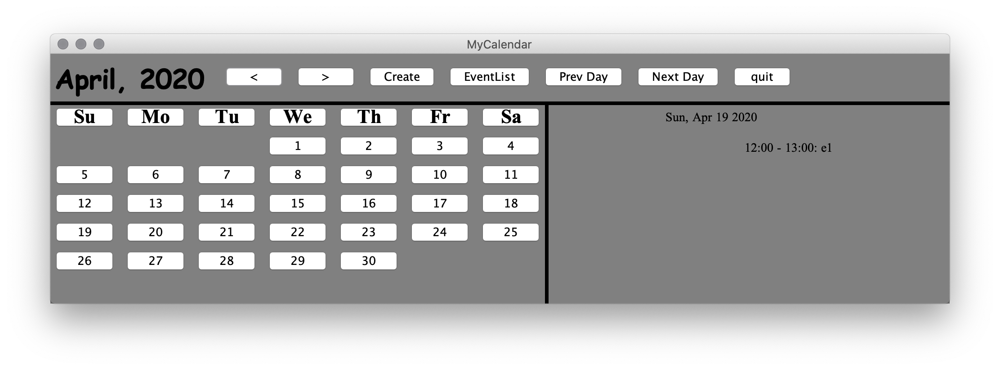 MyCalendar
April, 2020 < > Create EventList Prev Day Next Day quit
Su Mo Tu We Th Fr Sa
1 2 3 4
5 6 7 8 9 10 11
12 13 14 15 16 17 18
19 20 21 22 23 24 25
26 27 28 29 30
Sun, Apr 19 2020
12:00 - 13:00: e1